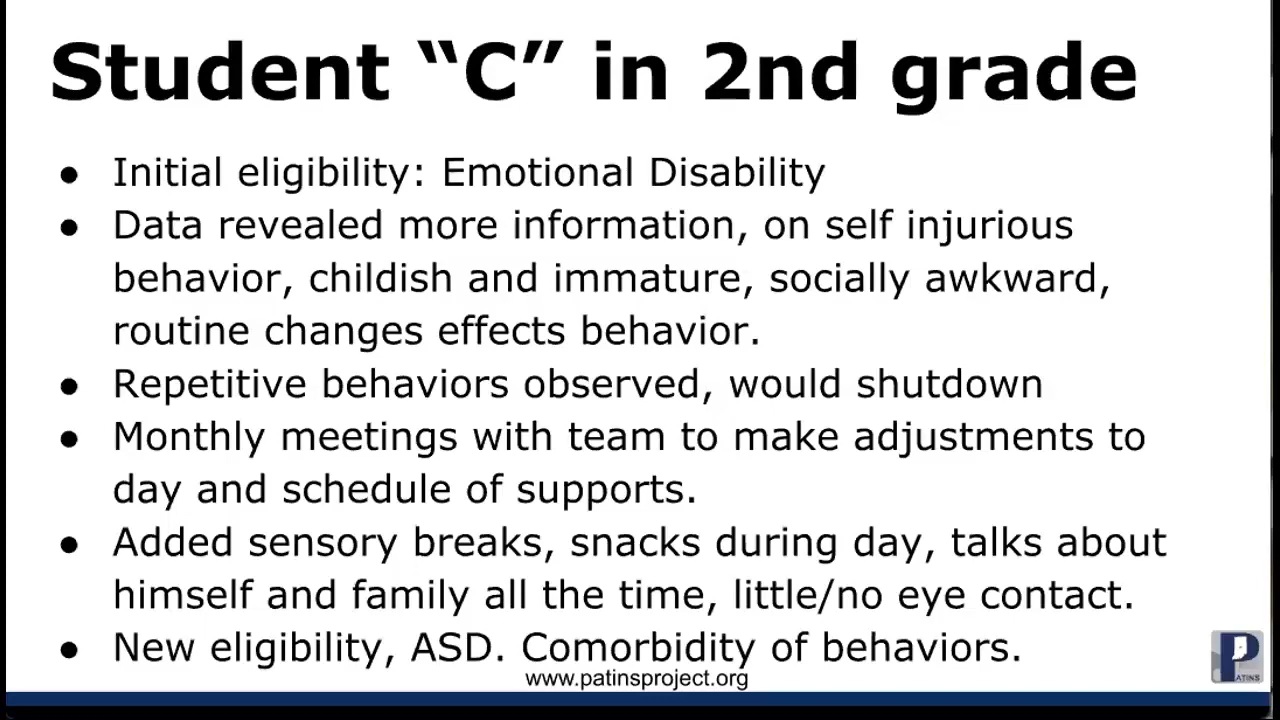 Student “C” in 2nd grade
● Initial eligibility: Emotional Disability
● Data revealed more information, on self injurious
behavior, childish and immature, socially awkward,
routine changes effects behavior.
● Repetitive behaviors observed, would shutdown
● Monthly meetings with team to make adjustments to
day and schedule of supports.
● Added sensory breaks, snacks during day, talks about
himself and family all the time, little/no eye contact.
● New eligibility, ASD. Comorbidity of behaviors.
www.patinsproject.org
PATINS